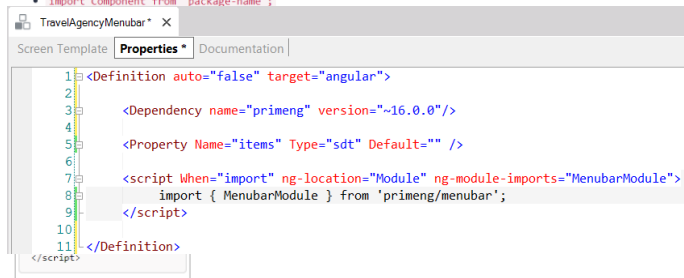 import Component from 'package-name';
TravelAgencyMenubar * X
Screen Template Properties * Documentation
1 <Definition auto="false" target="angular">
2
3 <Dependency name="primeng" version="~16.0.0"/>
4
5 <Property Name="items" Type="sdt" Default="" />
6
7 <script When="import" ng-location="Module" ng-module-imports="MenubarModule">
8 import { MenubarModule } from 'primeng/menubar';
9 </script>
10
11 </Definition>
</script>